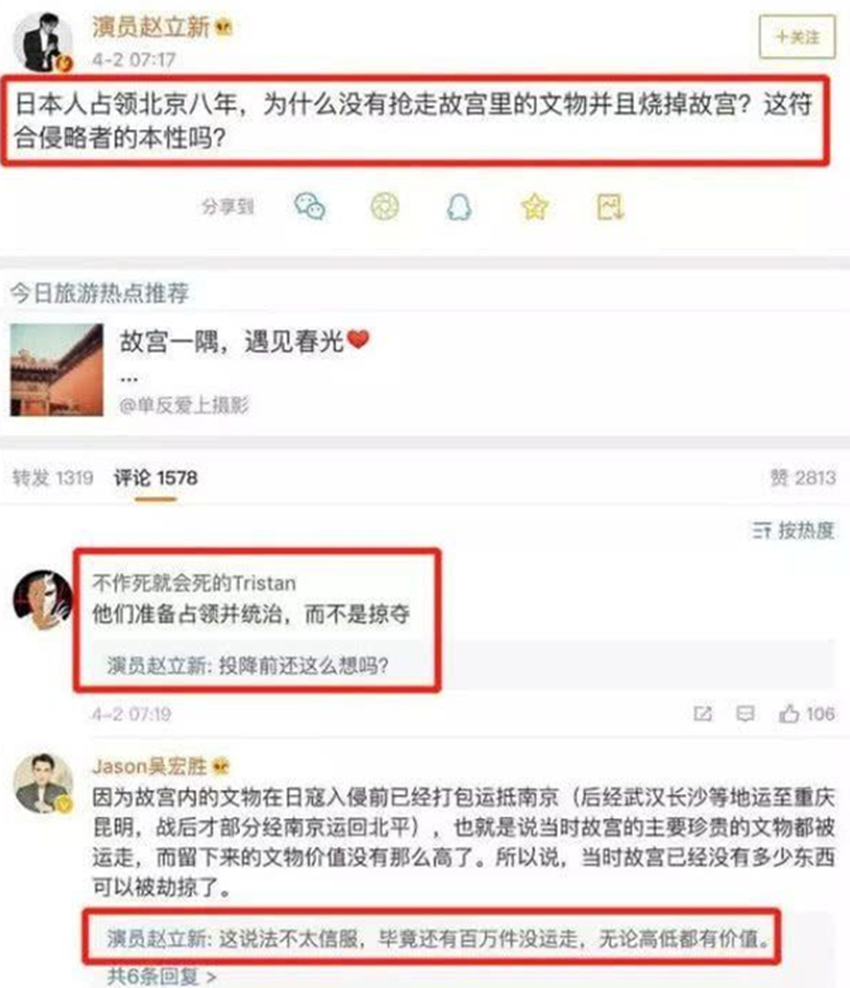 演员赵立新
4-2 07:17
+关注
日本人占领北京八年，为什么没有抢走故宫里的文物并且烧掉故宫？这符
合侵略者的本性吗？
分享到
今日旅游热点推荐
故宫一隅，遇见春光
...
@单反爱上摄影
转发 1319 评论 1578 赞 2813
按热度
不作死就会死的Tristan
他们准备占领并统治，而不是掠夺
演员赵立新: 投降前还这么想吗?
4-2 07:19
106
Jason吴宏胜
因为故宫内的文物在日寇入侵前已经打包运抵南京（后经武汉长沙等地运至重庆
昆明，战后才部分经南京运回北平），也就是说当时故宫的主要珍贵的文物都被
运走，而留下来的文物价值没有那么高了。所以说，当时故宫已经没有多少东西
可以被劫掠了。
演员赵立新: 这说法不太信服，毕竟还有百万件没运走，无论高低都有价值。
共6条回复 >